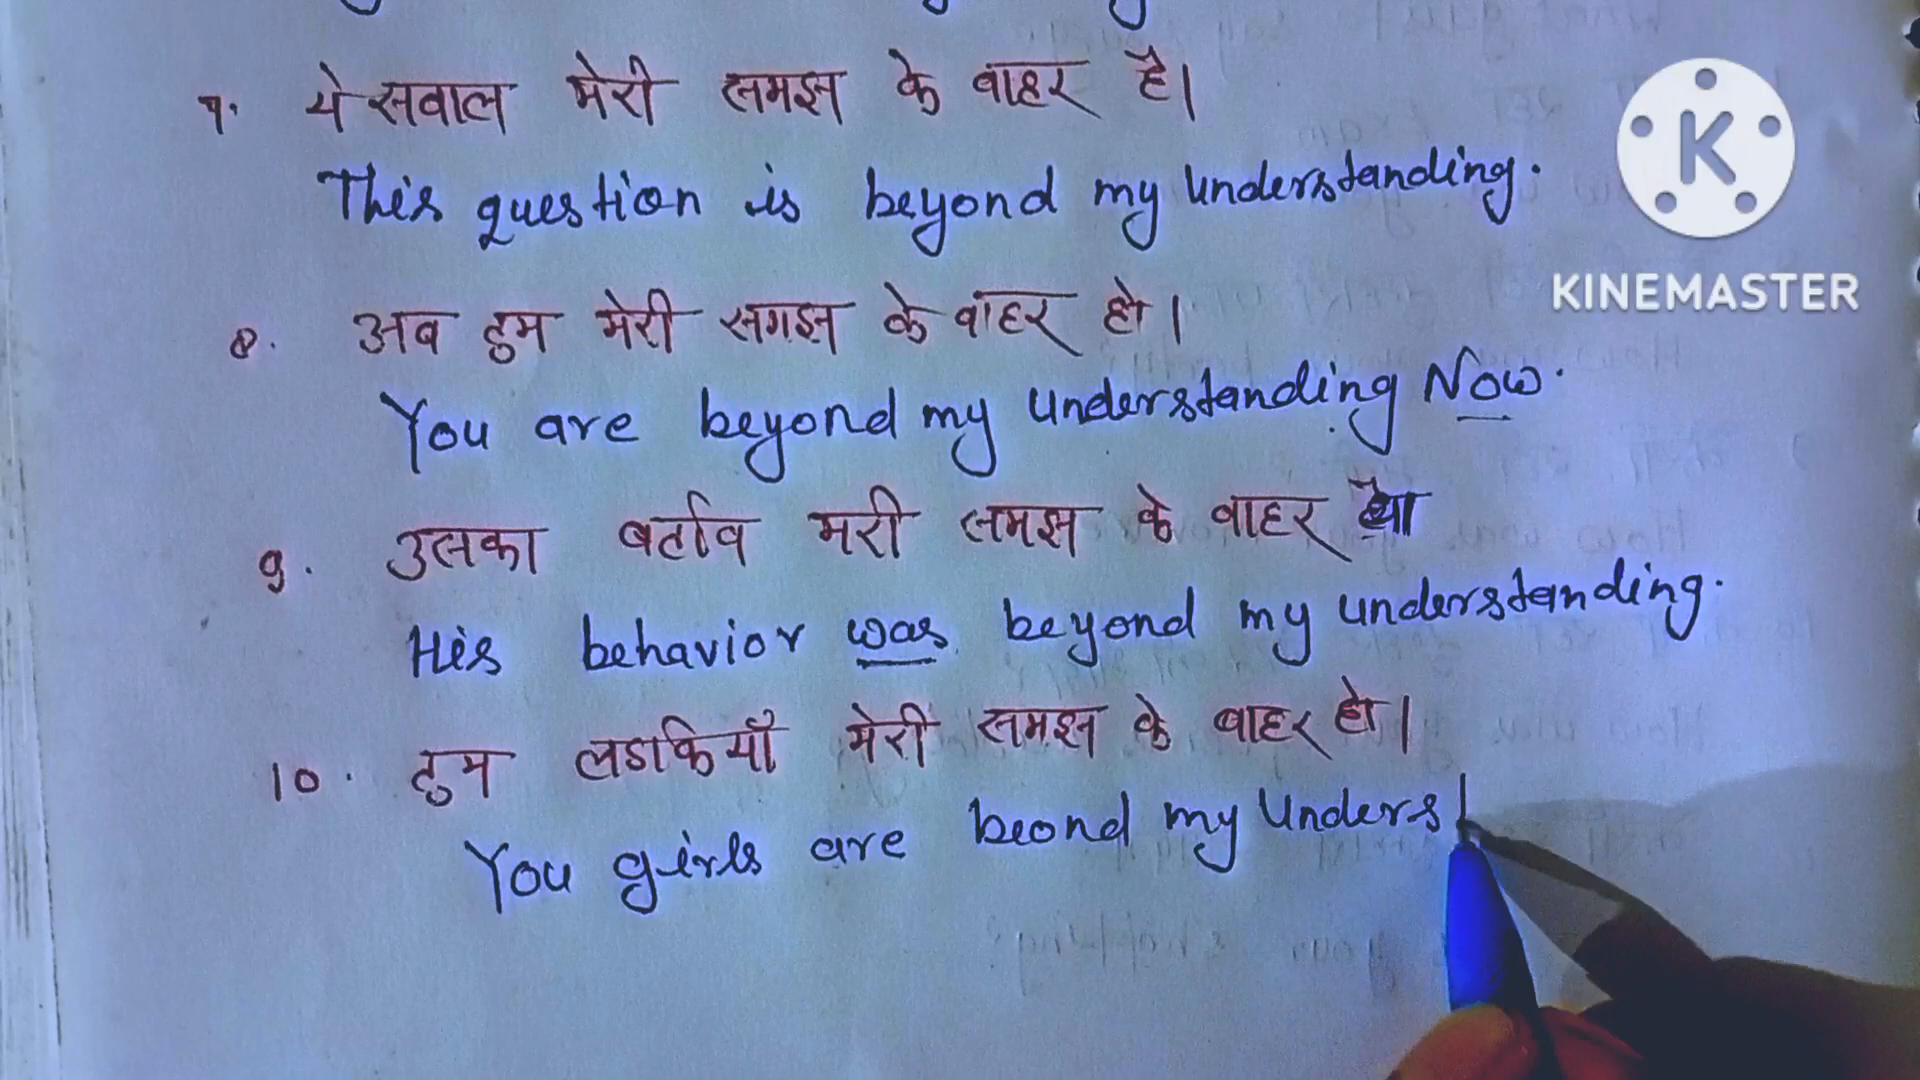 7. ये सवाल मेरी समझ के बाहर है।
This question is beyond my understanding.
KINEMASTER
8. अब तुम मेरी समझ के बाहर हो।
You are beyond my understanding Now.
9. उसका बर्ताव मरी समझ के बाहर था
His behavior was beyond my understanding.
10. तुम लडाकियाँ मेरी समझ के बाहर हो।
You girls are beond my Underst